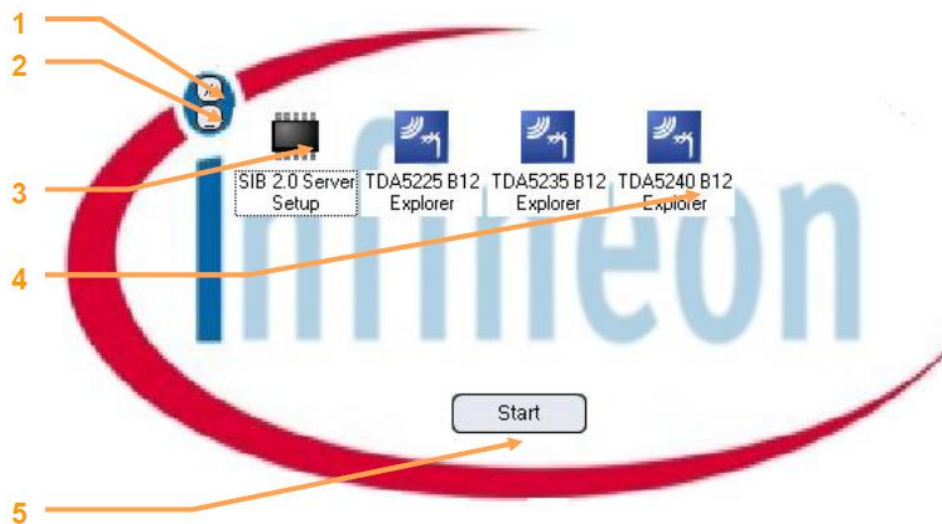 1
2
3
4
5
SIB 2.0 Server
Setup
TDA5225 B12
Explorer
TDA5235 B12
Explorer
TDA5240 B12
Explorer
Infineon
Start